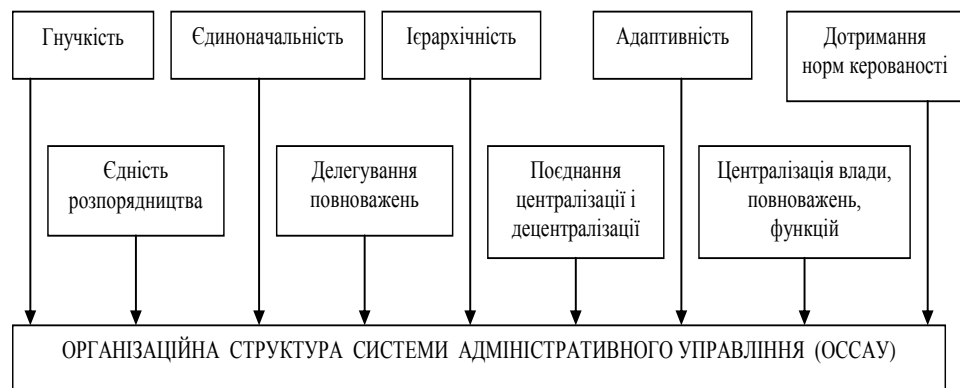 Гнучкість
Єдиноначальність
Ієрархічність
Адаптивність
Дотримання
норм керованості
Єдність
розпорядництва
Делегування
повноважень
Поєднання
централізації і
децентралізації
Централізація влади,
повноважень,
функцій
ОРГАНІЗАЦІЙНА СТРУКТУРА СИСТЕМИ АДМІНІСТРАТИВНОГО УПРАВЛІННЯ (ОССАУ)